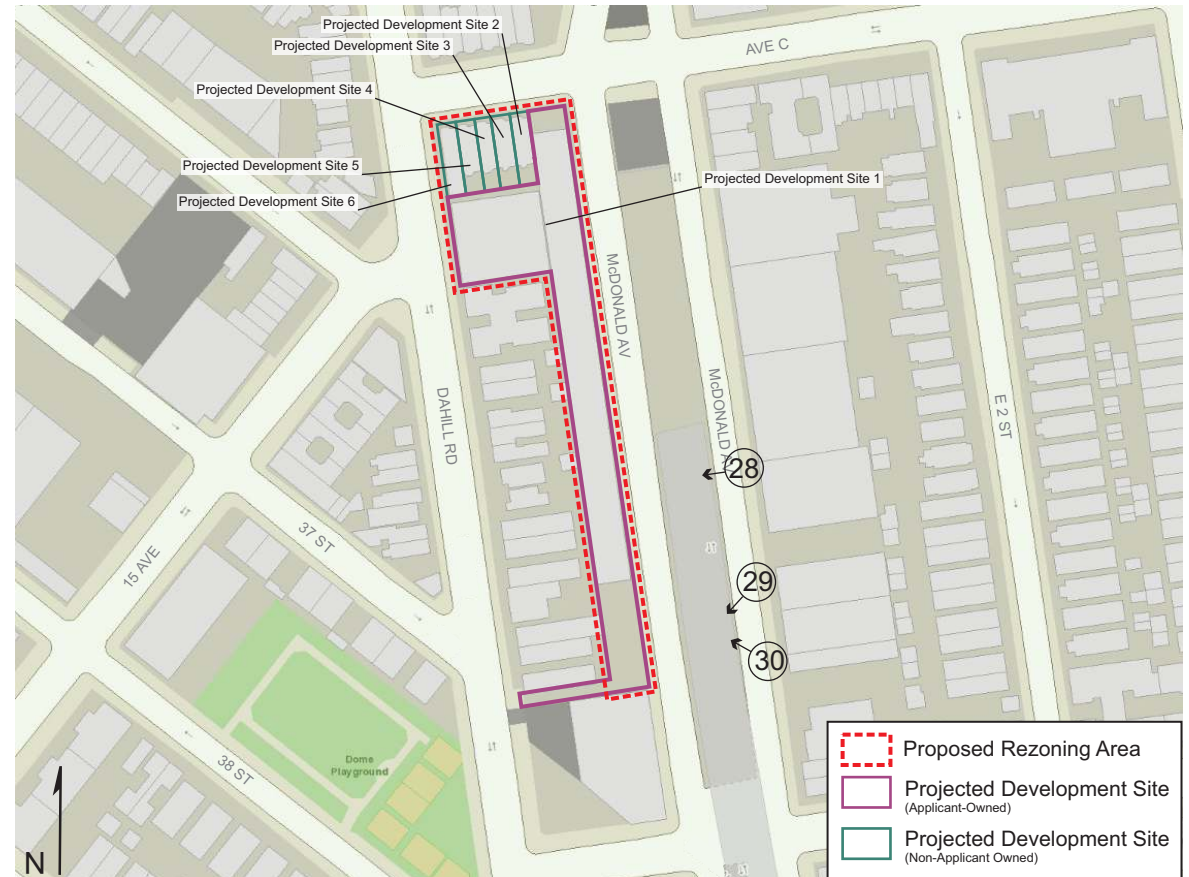 Projected Development Site 2
Projected Development Site 3
AVE C
Projected Development Site 4
Projected Development Site 5
Projected Development Site 1
Projected Development Site 6
McDONALD AV
McDONALD A
DAHILL RD
E 2 ST
28
37 ST
15 AVE
29
30
38 ST
Dome
Playground
Proposed Rezoning Area
Projected Development Site
(Applicant-Owned)
Projected Development Site
(Non-Applicant Owned)
N